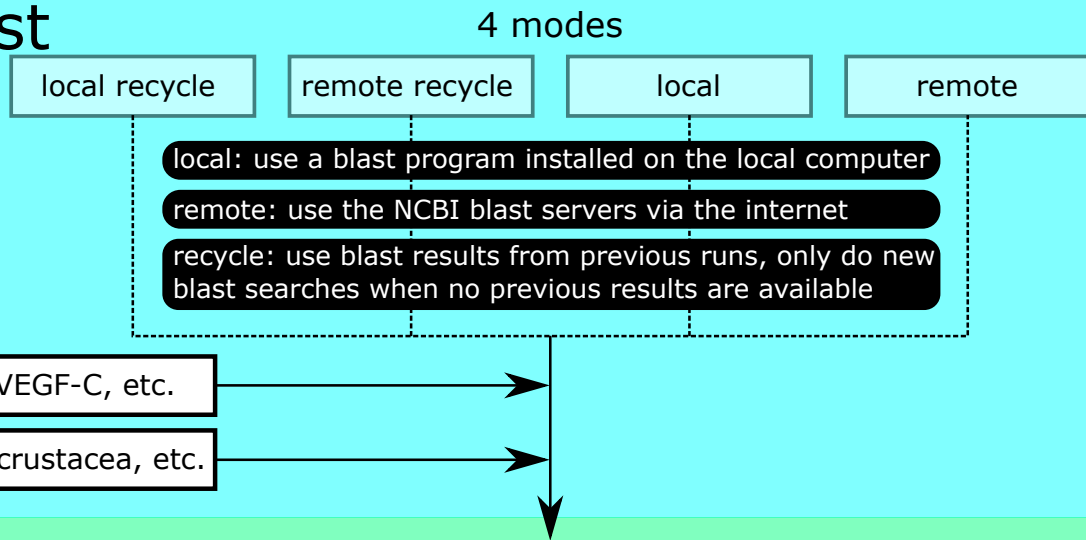 st
4 modes
local recycle
remote recycle
local
remote
local: use a blast program installed on the local computer
remote: use the NCBI blast servers via the internet
recycle: use blast results from previous runs, only do new
blast searches when no previous results are available
VEGF-C, etc.
crustacea, etc.